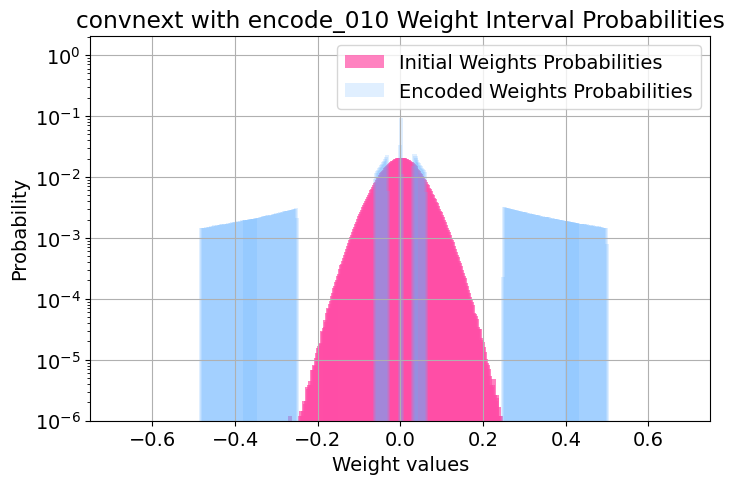 convnext with encode_010 Weight Interval Probabilities
Initial Weights Probabilities
Encoded Weights Probabilities
Probability
10⁰
10⁻¹
10⁻²
10⁻³
10⁻⁴
10⁻⁵
10⁻⁶
−0.6 −0.4 −0.2 0.0 0.2 0.4 0.6
Weight values